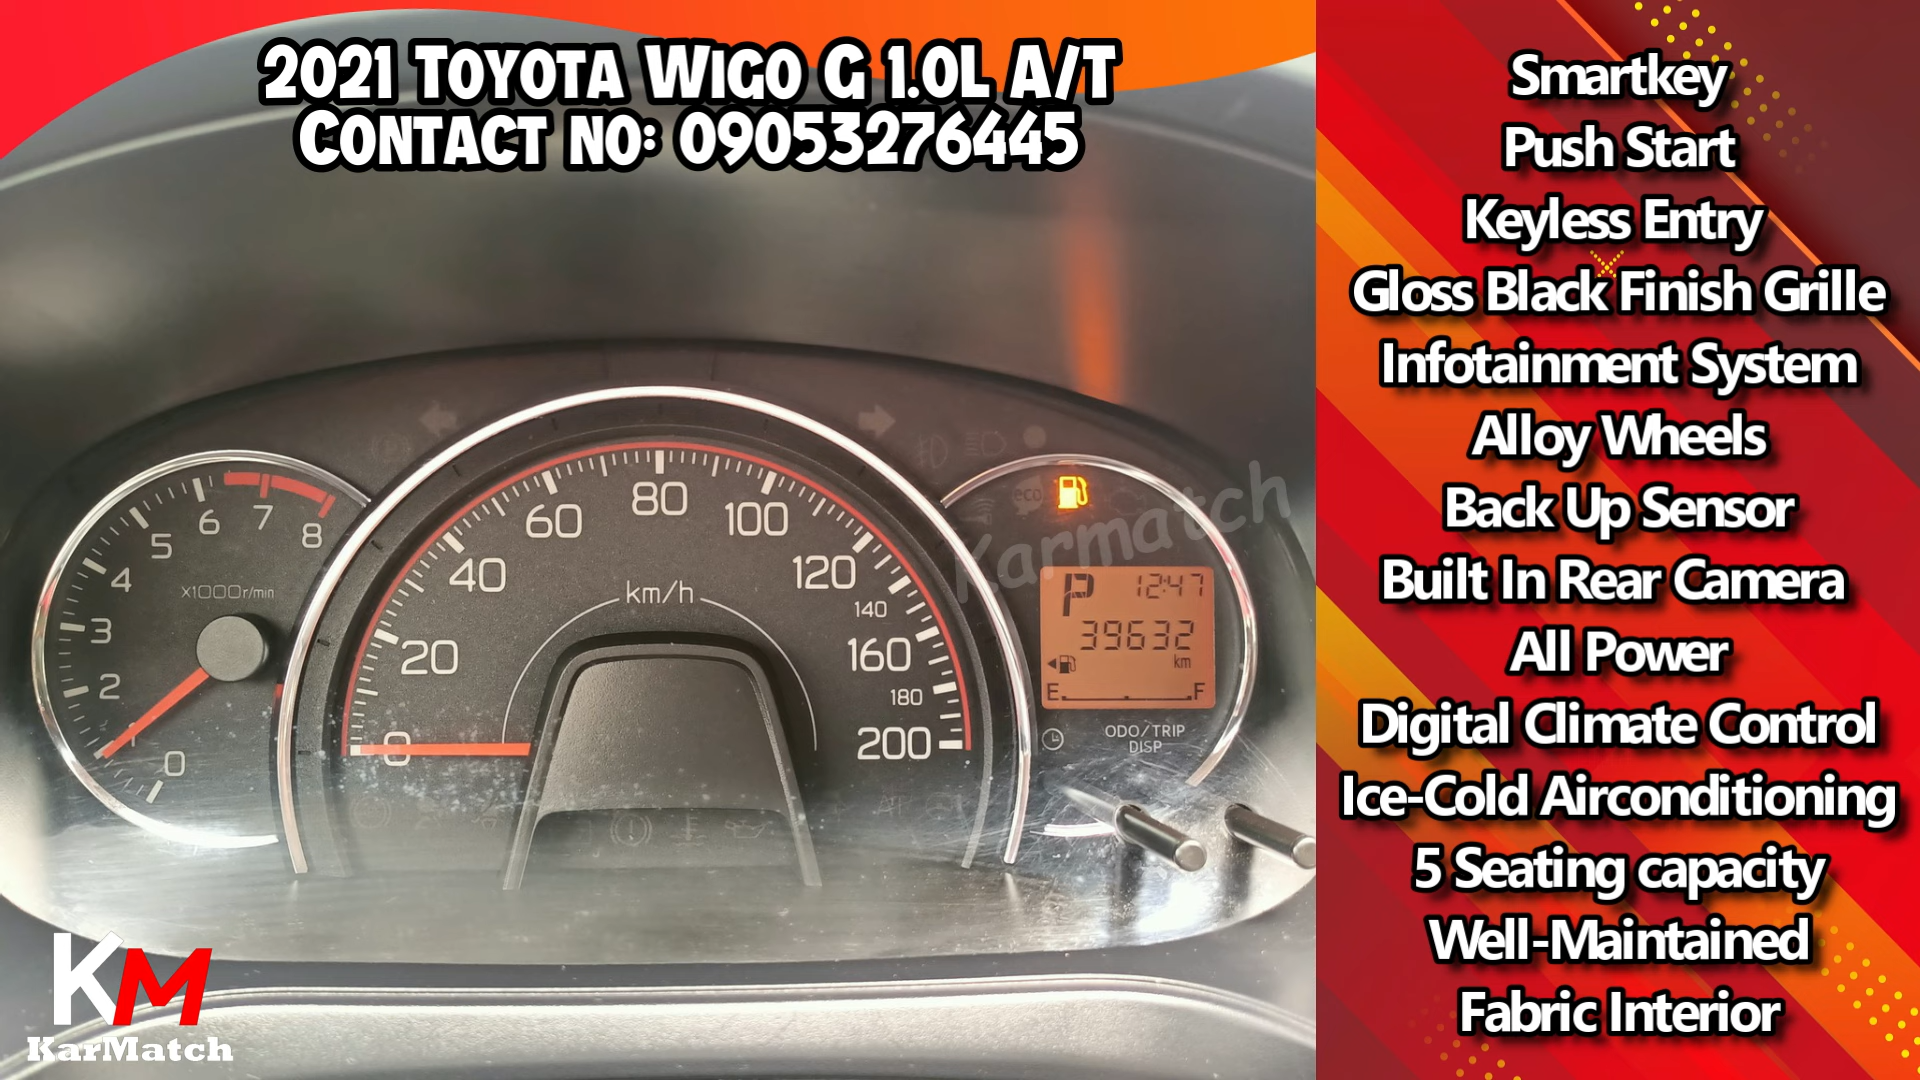 2021 Toyota Wigo G 1.0L A/T
Contact no: 09053276445
Smartkey
Push Start
Keyless Entry
Gloss Black Finish Grille
Infotainment System
Alloy Wheels
Back Up Sensor
Built In Rear Camera
All Power
Digital Climate Control
Ice-Cold Airconditioning
5 Seating capacity
Well-Maintained
Fabric Interior
0
1
2
3
4
5
6
7
8
x1000r/min
0
20
40
60
80
100
120
140
160
180
200
km/h
eco
P 12:47
39632
km
E F
ODO/TRIP
DISP
Karmatch
KM
KarMatch